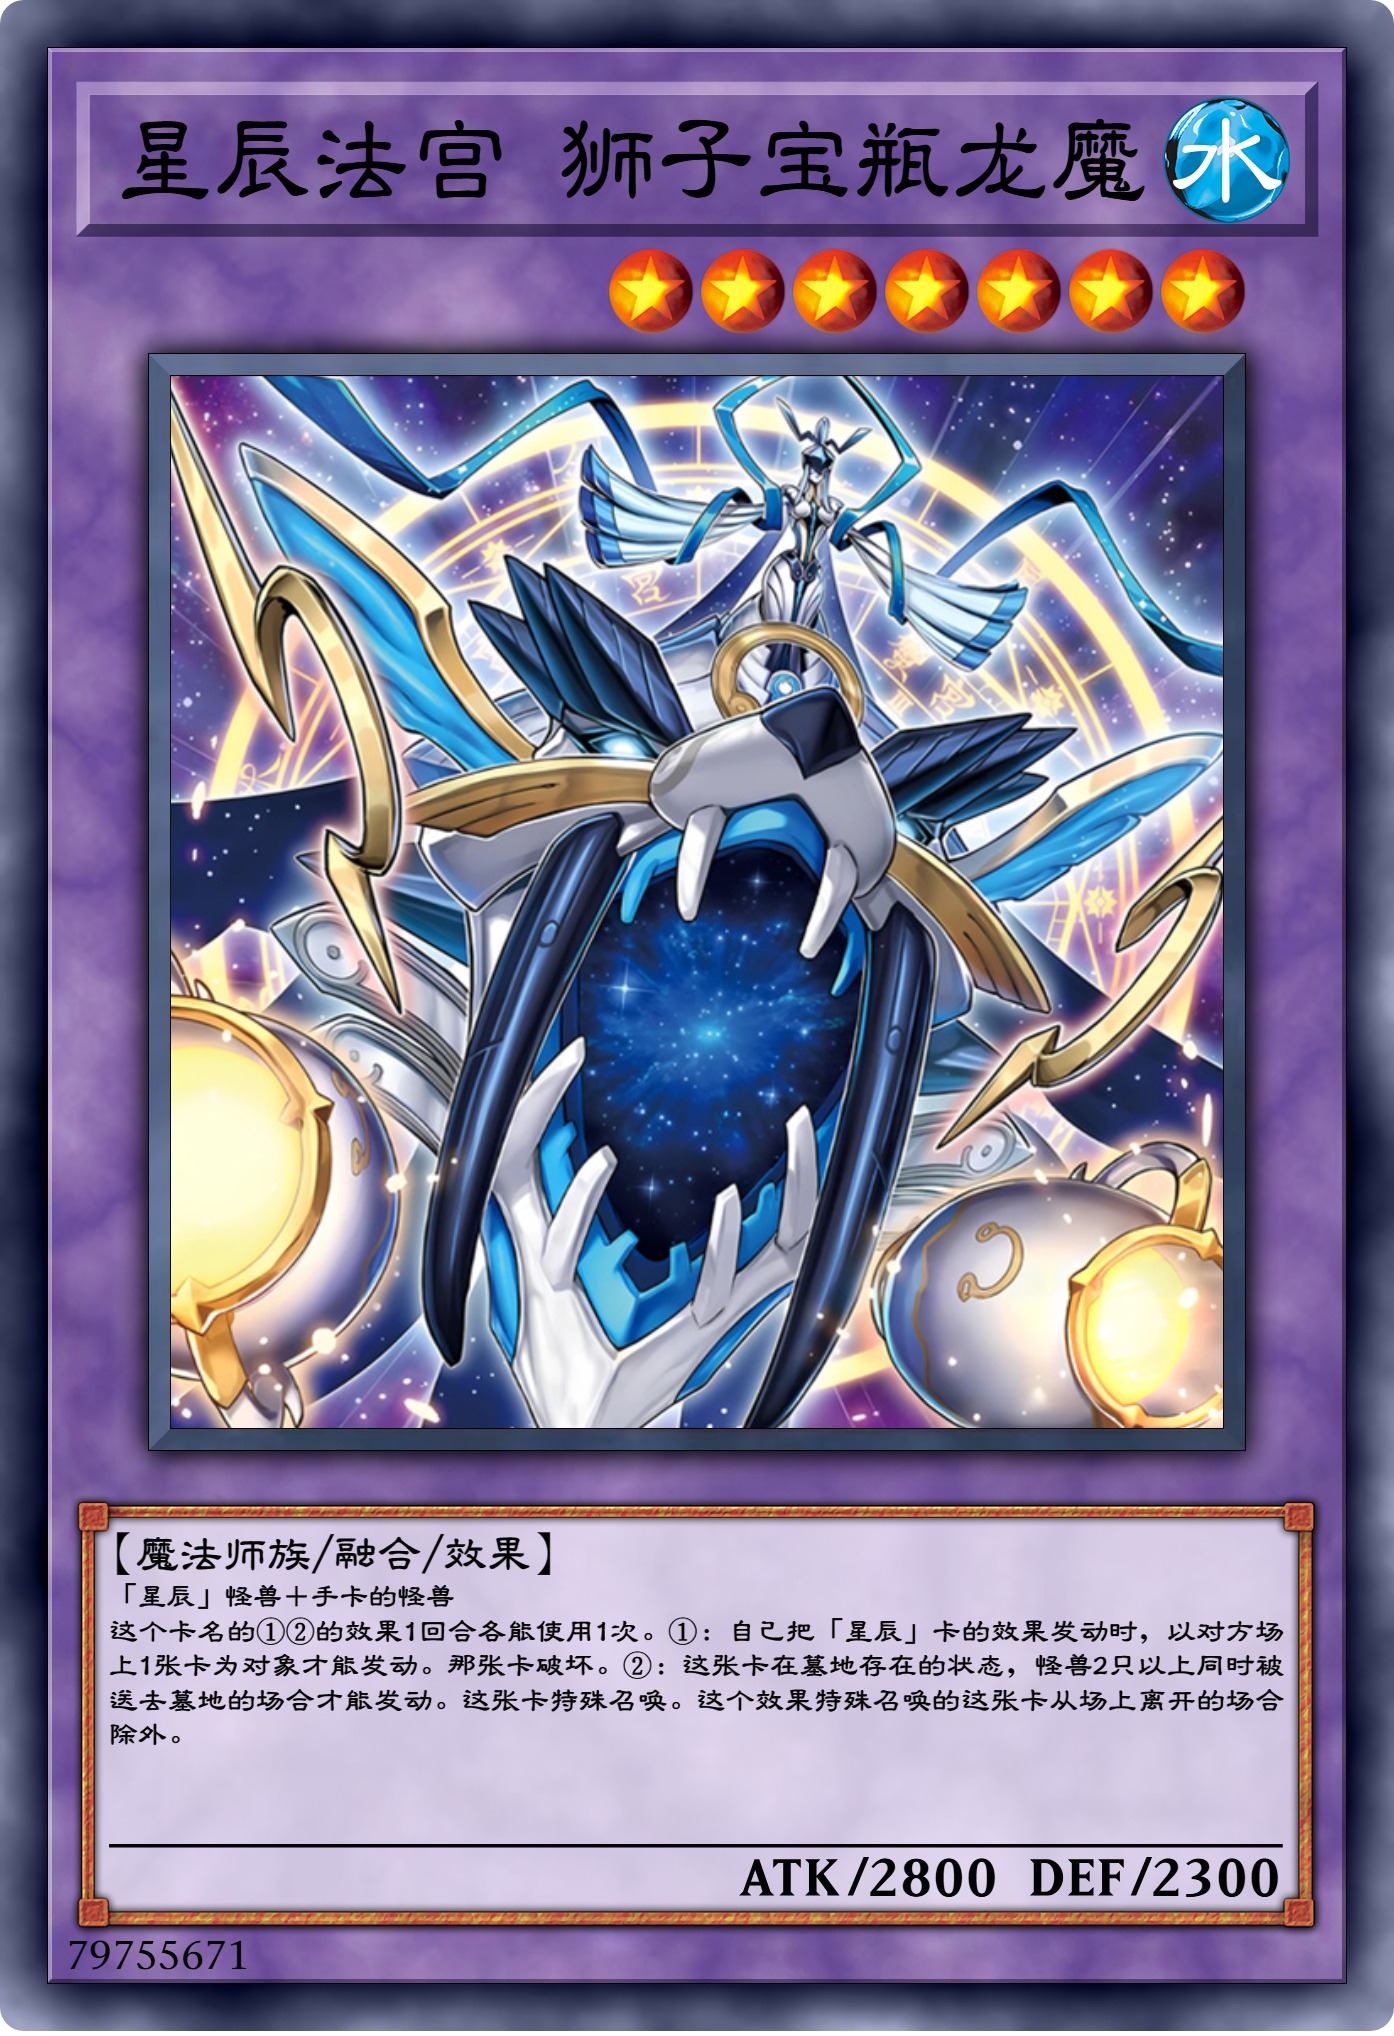 星辰法宫 狮子宝瓶龙魔 水
【魔法师族/融合/效果】
「星辰」怪兽＋手卡的怪兽
这个卡名的①②的效果1回合各能使用1次。①：自己把「星辰」卡的效果发动时，以对方场
上1张卡为对象才能发动。那张卡破坏。②：这张卡在墓地存在的状态，怪兽2只以上同时被
送去墓地的场合才能发动。这张卡特殊召唤。这个效果特殊召唤的这张卡从场上离开的场合
除外。
ATK/2800 DEF/2300
79755671